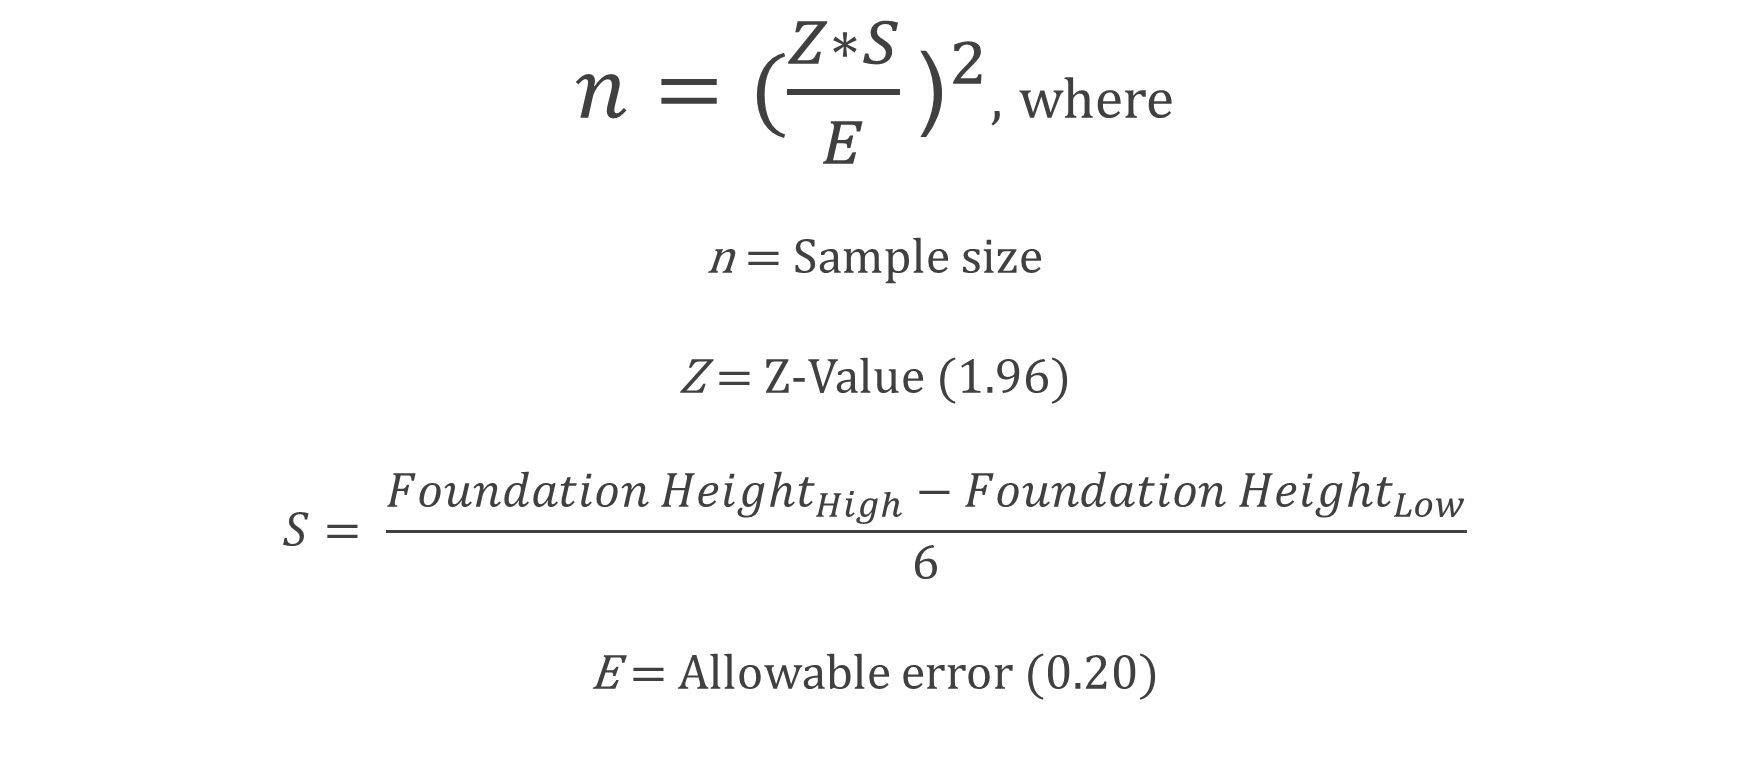 n = (Z*S/E)², where
n = Sample size
Z = Z-Value (1.96)
S = Foundation Height_High − Foundation Height_Low / 6
E = Allowable error (0.20)